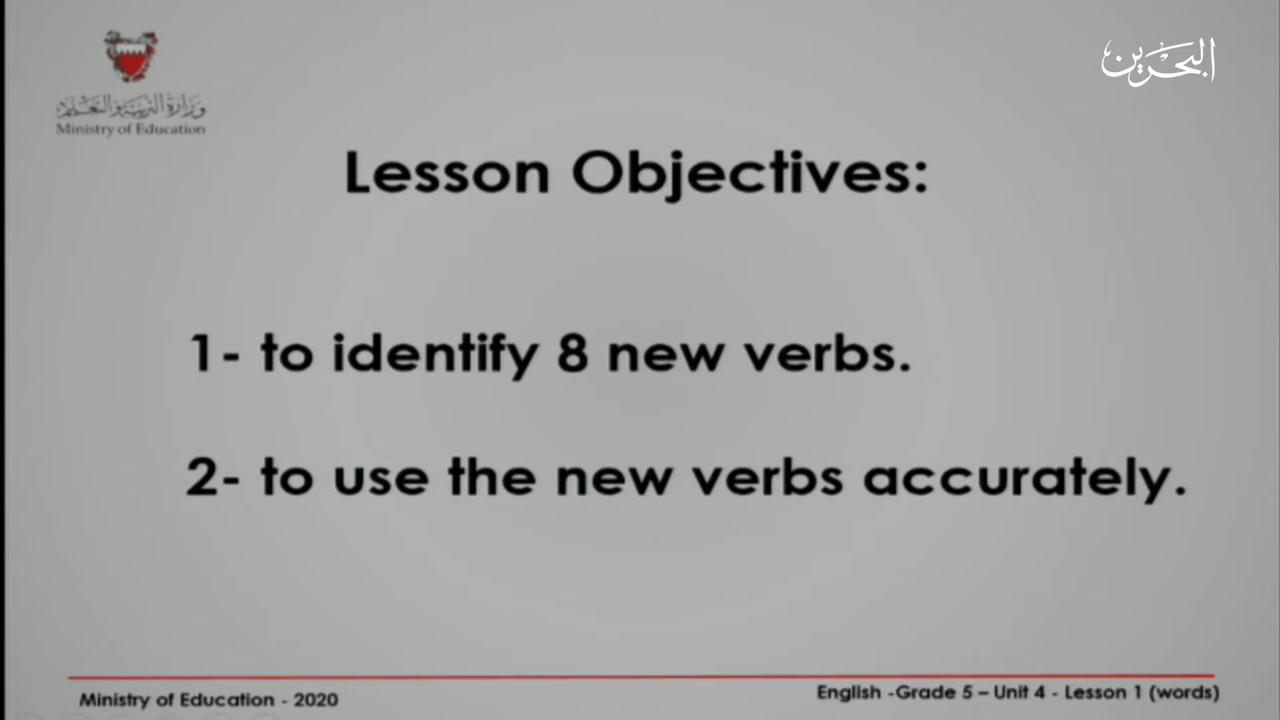 البحرين
وزارة التربية والتعليم
Ministry of Education
Lesson Objectives:
1- to identify 8 new verbs.
2- to use the new verbs accurately.
Ministry of Education - 2020
English -Grade 5 – Unit 4 - Lesson 1 (words)